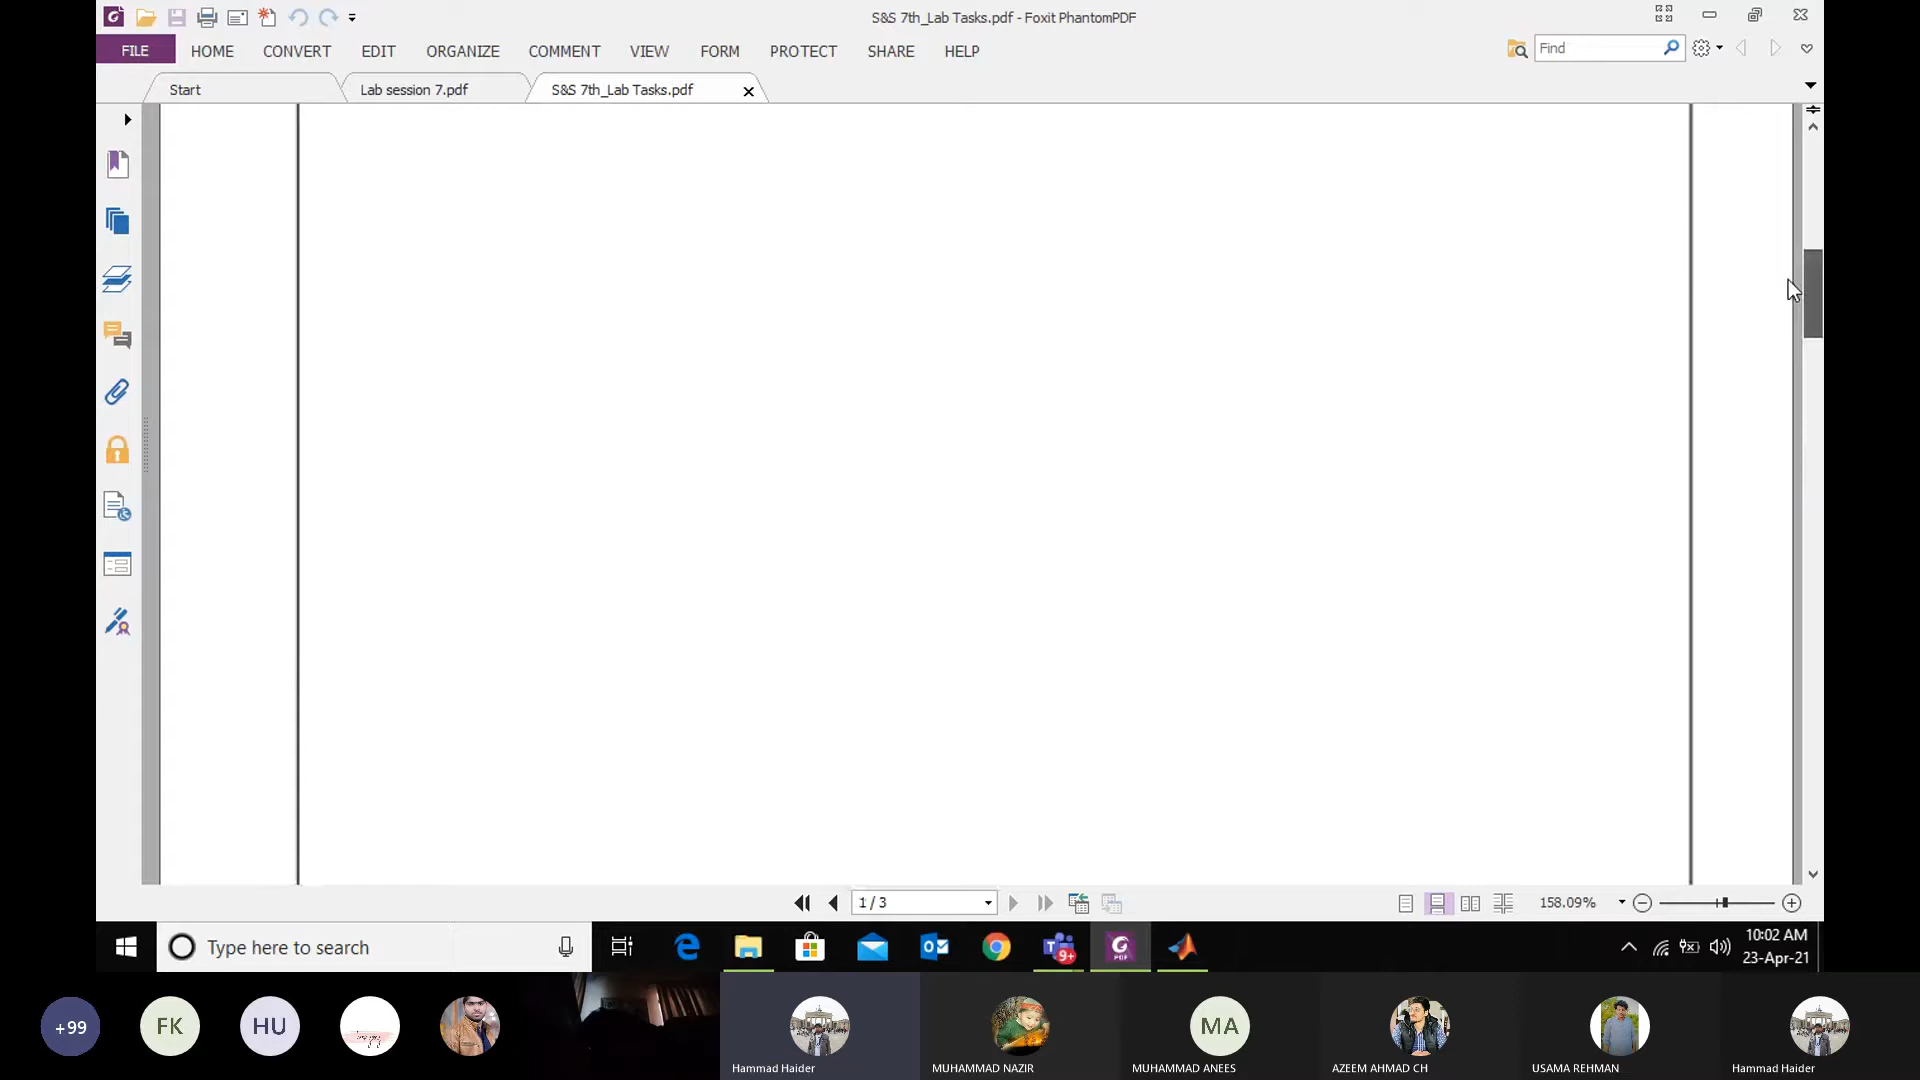 S&S 7th_Lab Tasks.pdf - Foxit PhantomPDF
FILE HOME CONVERT EDIT ORGANIZE COMMENT VIEW FORM PROTECT SHARE HELP
Find
Start
Lab session 7.pdf
S&S 7th_Lab Tasks.pdf
1 / 3
158.09%
Type here to search
9+
PDF
10:02 AM
23-Apr-21
+99
FK
HU
MA
Hammad Haider
MUHAMMAD NAZIR
MUHAMMAD ANEES
AZEEM AHMAD CH
USAMA REHMAN
Hammad Haider